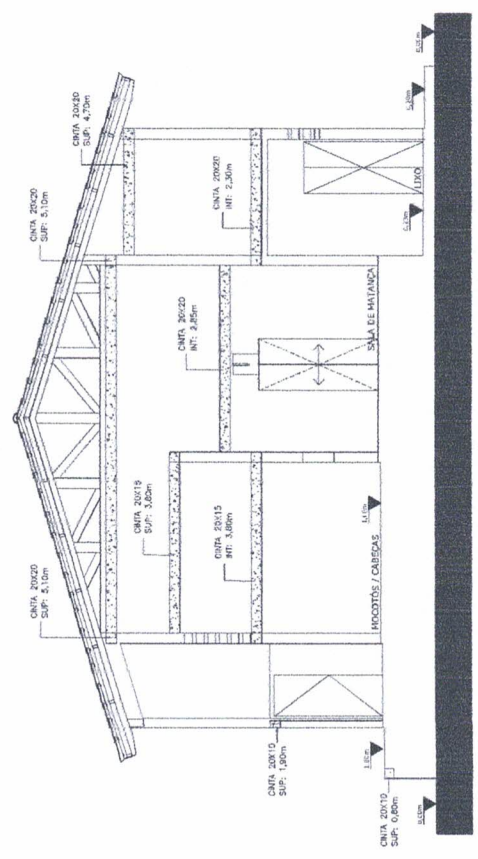 CINTA 20X20
SUP: 5,10m
CINTA 20X20
SUP: 5,10m
CINTA 20X20
SUP: 4,70m
CINTA 20X15
SUP: 3,80m
CINTA 20X20
INT: 2,85m
CINTA 20X20
INT: 2,30m
CINTA 20X15
INT: 3,80m
MOCOTÓS / CABEÇAS
SALA DE MATANÇA
LIXO
CINTA 20X10
SUP: 1,90m
CINTA 20X10
SUP: 0,80m